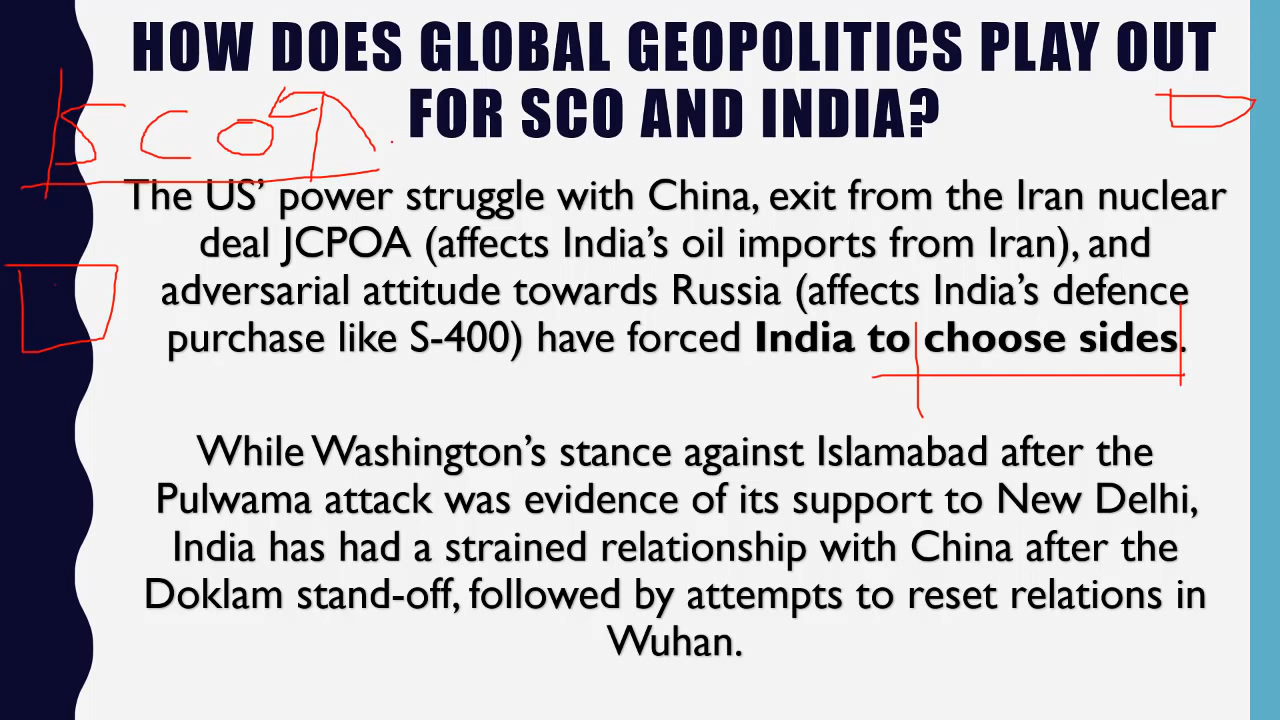 HOW DOES GLOBAL GEOPOLITICS PLAY OUT
FOR SCO AND INDIA?
SCO
The US' power struggle with China, exit from the Iran nuclear
deal JCPOA (affects India's oil imports from Iran), and
adversarial attitude towards Russia (affects India's defence
purchase like S-400) have forced India to choose sides.
While Washington's stance against Islamabad after the
Pulwama attack was evidence of its support to New Delhi,
India has had a strained relationship with China after the
Doklam stand-off, followed by attempts to reset relations in
Wuhan.